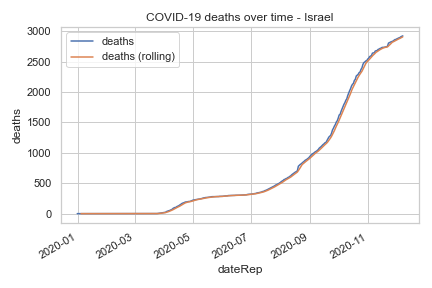 COVID-19 deaths over time - Israel
deaths
deaths (rolling)
3000
2500
2000
1500
1000
500
0
deaths
2020-01
2020-03
2020-05
2020-07
2020-09
2020-11
dateRep